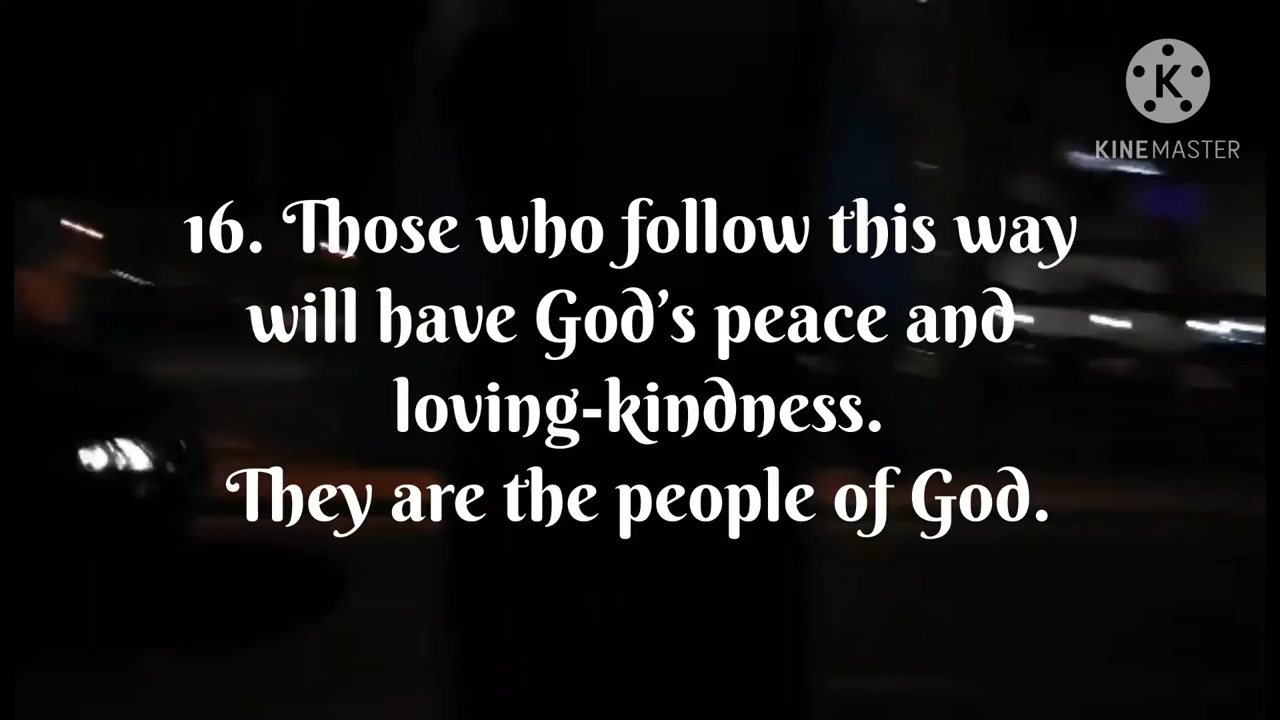 K
KINEMASTER
16. Those who follow this way
will have God's peace and
loving-kindness.
They are the people of God.